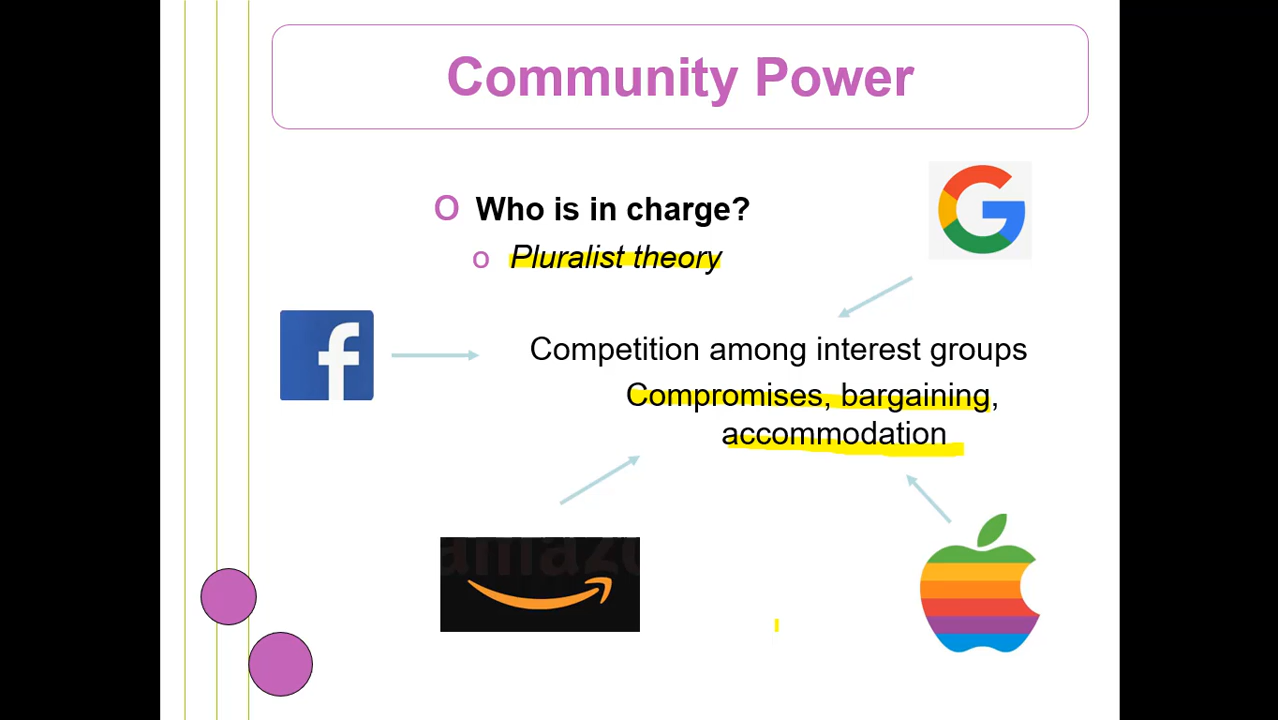 Community Power
Who is in charge?
Pluralist theory
Competition among interest groups
Compromises, bargaining,
accommodation